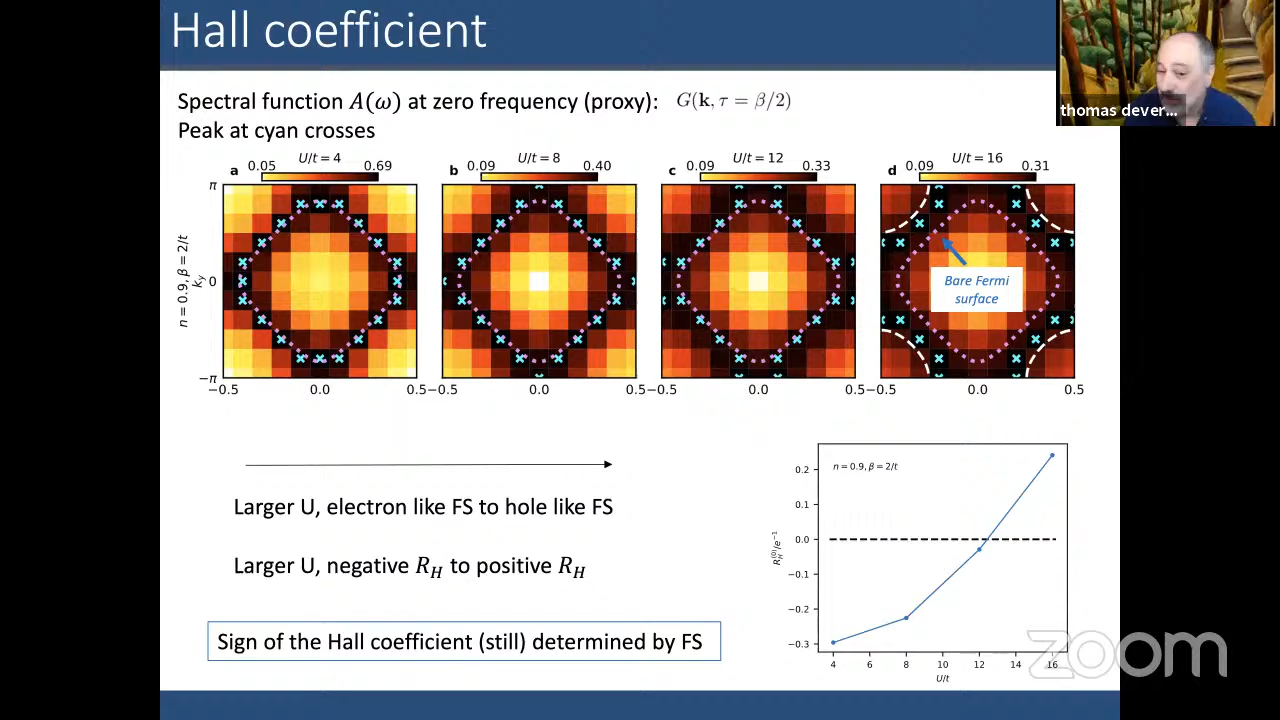 Hall coefficient
thomas dever...
Spectral function A(ω) at zero frequency (proxy): G(k, τ = β/2)
Peak at cyan crosses
U/t = 4
a 0.05 0.69
U/t = 8
b 0.09 0.40
U/t = 12
c 0.09 0.33
U/t = 16
d 0.09 0.31
n = 0.9, β = 2/t
k_y
π
0
−π
Bare Fermi
surface
−0.5 0.0 0.5
−0.5 0.0 0.5
−0.5 0.0 0.5
−0.5 0.0 0.5
Larger U, electron like FS to hole like FS
Larger U, negative R_H to positive R_H
Sign of the Hall coefficient (still) determined by FS
n = 0.9, β = 2/t
R_H^(0)/e^−1
0.2
0.1
0.0
−0.1
−0.2
−0.3
4 6 8 10 12 14 16
U/t
zoom